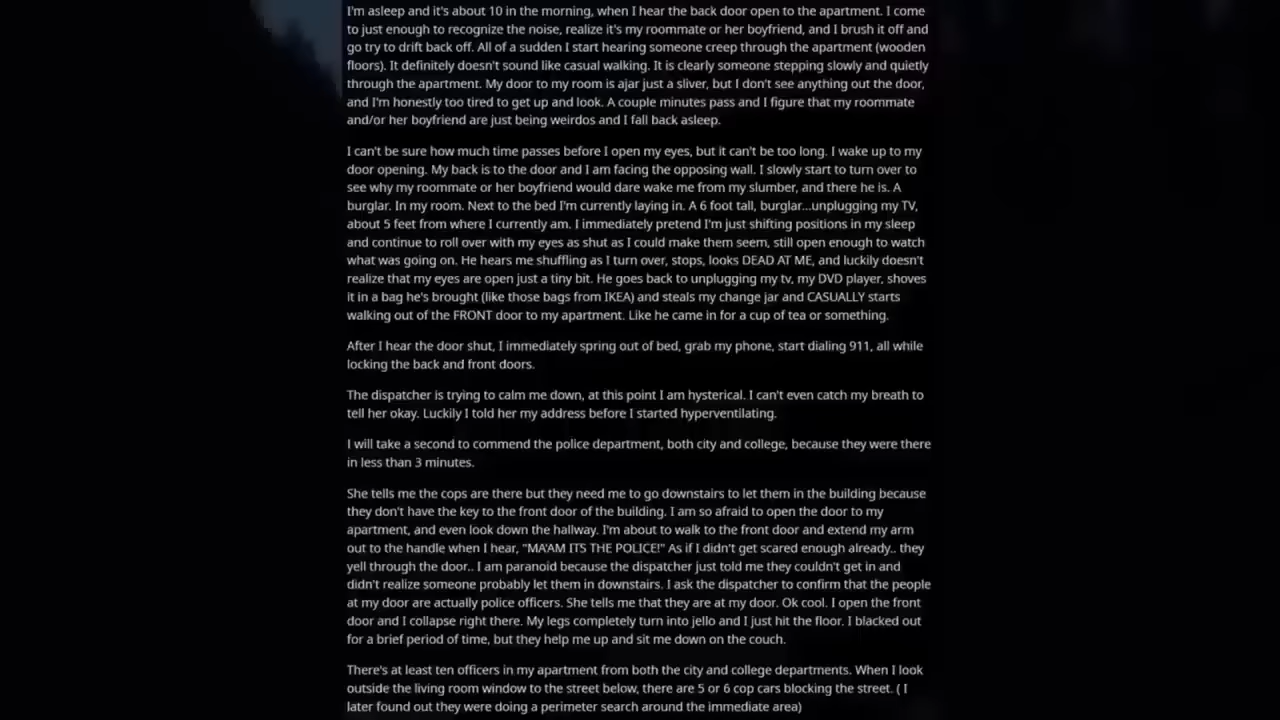 I'm asleep and it's about 10 in the morning, when I hear the back door open to the apartment. I come
to just enough to recognize the noise, realize it's my roommate or her boyfriend, and I brush it off and
go try to drift back off. All of a sudden I start hearing someone creep through the apartment (wooden
floors). It definitely doesn't sound like casual walking. It is clearly someone stepping slowly and quietly
through the apartment. My door to my room is ajar just a sliver, but I don't see anything out the door,
and I'm honestly too tired to get up and look. A couple minutes pass and I figure that my roommate
and/or her boyfriend are just being weirdos and I fall back asleep.
I can't be sure how much time passes before I open my eyes, but it can't be too long. I wake up to my
door opening. My back is to the door and I am facing the opposing wall. I slowly start to turn over to
see why my roommate or her boyfriend would dare wake me from my slumber, and there he is. A
burglar. In my room. Next to the bed I'm currently laying in. A 6 foot tall, burglar...unplugging my TV,
about 5 feet from where I currently am. I immediately pretend I'm just shifting positions in my sleep
and continue to roll over with my eyes as shut as I could make them seem, still open enough to watch
what was going on. He hears me shuffling as I turn over, stops, looks DEAD AT ME, and luckily doesn't
realize that my eyes are open just a tiny bit. He goes back to unplugging my tv, my DVD player, shoves
it in a bag he's brought (like those bags from IKEA) and steals my change jar and CASUALLY starts
walking out of the FRONT door to my apartment. Like he came in for a cup of tea or something.
After I hear the door shut, I immediately spring out of bed, grab my phone, start dialing 911, all while
locking the back and front doors.
The dispatcher is trying to calm me down, at this point I am hysterical. I can't even catch my breath to
tell her okay. Luckily I told her my address before I started hyperventilating.
I will take a second to commend the police department, both city and college, because they were there
in less than 3 minutes.
She tells me the cops are there but they need me to go downstairs to let them in the building because
they don't have the key to the front door of the building. I am so afraid to open the door to my
apartment, and even look down the hallway. I'm about to walk to the front door and extend my arm
out to the handle when I hear, "MA'AM ITS THE POLICE!" As if I didn't get scared enough already.. they
yell through the door.. I am paranoid because the dispatcher just told me they couldn't get in and
didn't realize someone probably let them in downstairs. I ask the dispatcher to confirm that the people
at my door are actually police officers. She tells me that they are at my door. Ok cool. I open the front
door and I collapse right there. My legs completely turn into jello and I just hit the floor. I blacked out
for a brief period of time, but they help me up and sit me down on the couch.
There's at least ten officers in my apartment from both the city and college departments. When I look
outside the living room window to the street below, there are 5 or 6 cop cars blocking the street. ( I
later found out they were doing a perimeter search around the immediate area)